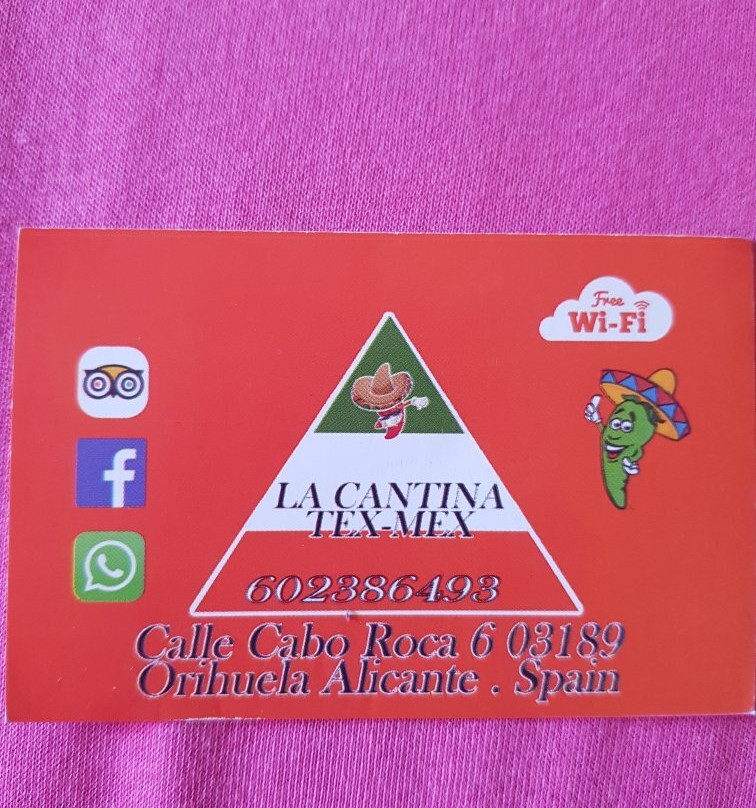 Free
Wi-Fi
LA CANTINA
TEX-MEX
602386493
Calle Cabo Roca 6 03189
Orihuela Alicante . Spain